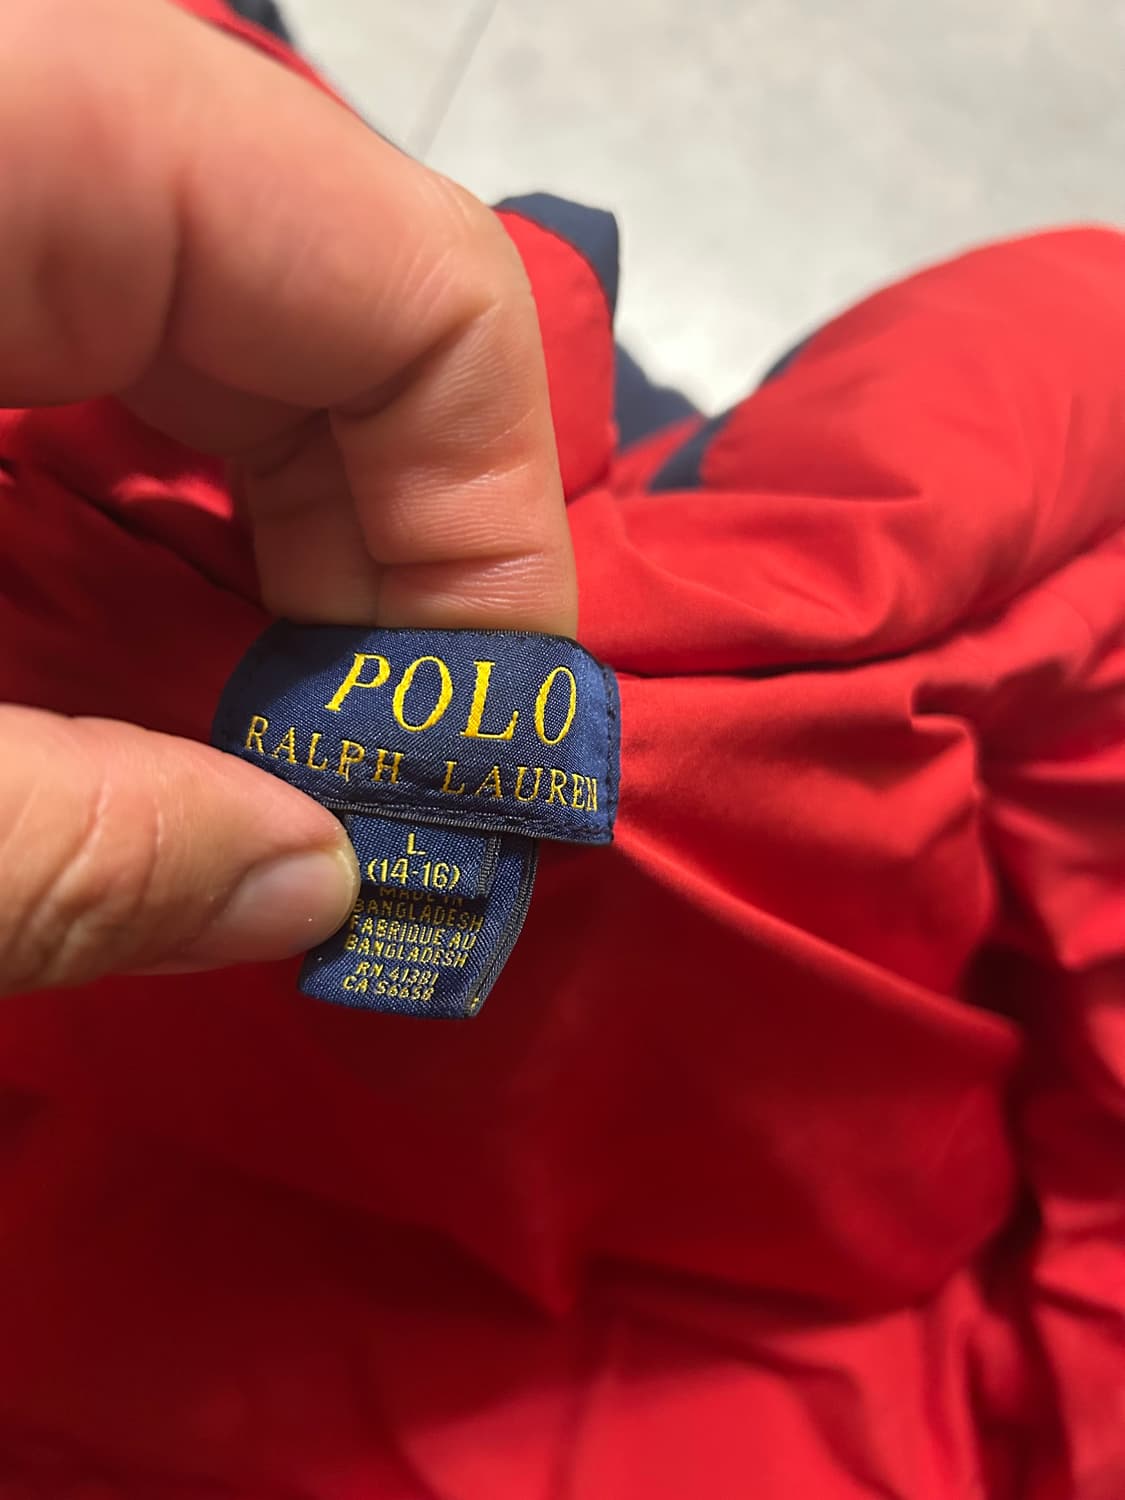 POLO
RALPH LAUREN
L
(14-16)
MADE IN
BANGLADESH
FABRIQUE AU
BANGLADESH
RN 41381
CA 56658